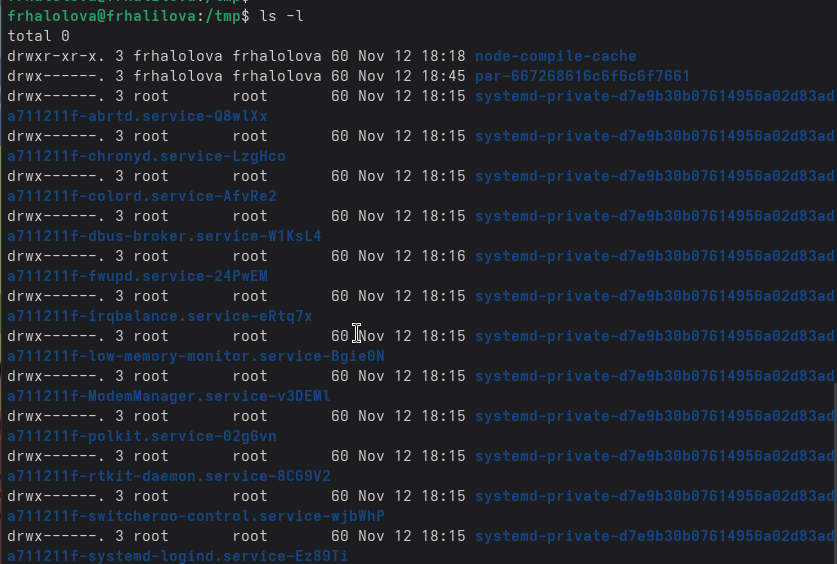 frhalolova@frhalilova:/tmp$ ls -l
total 0
drwxr-xr-x. 3 frhalolova frhalolova 60 Nov 12 18:18 node-compile-cache
drwx------. 3 frhalolova frhalolova 60 Nov 12 18:45 par-667268616c6f6c6f7661
drwx------. 3 root       root       60 Nov 12 18:15 systemd-private-d7e9b30b07614956a02d83ad
a711211f-abrtd.service-Q8wlXx
drwx------. 3 root       root       60 Nov 12 18:15 systemd-private-d7e9b30b07614956a02d83ad
a711211f-chronyd.service-LzgHco
drwx------. 3 root       root       60 Nov 12 18:15 systemd-private-d7e9b30b07614956a02d83ad
a711211f-colord.service-AfvRe2
drwx------. 3 root       root       60 Nov 12 18:15 systemd-private-d7e9b30b07614956a02d83ad
a711211f-dbus-broker.service-W1KsL4
drwx------. 3 root       root       60 Nov 12 18:16 systemd-private-d7e9b30b07614956a02d83ad
a711211f-fwupd.service-24PwEM
drwx------. 3 root       root       60 Nov 12 18:15 systemd-private-d7e9b30b07614956a02d83ad
a711211f-irqbalance.service-eRtq7x
drwx------. 3 root       root       60 Nov 12 18:15 systemd-private-d7e9b30b07614956a02d83ad
a711211f-low-memory-monitor.service-Bgie0N
drwx------. 3 root       root       60 Nov 12 18:15 systemd-private-d7e9b30b07614956a02d83ad
a711211f-ModemManager.service-v3DEMl
drwx------. 3 root       root       60 Nov 12 18:15 systemd-private-d7e9b30b07614956a02d83ad
a711211f-polkit.service-02g6vn
drwx------. 3 root       root       60 Nov 12 18:15 systemd-private-d7e9b30b07614956a02d83ad
a711211f-rtkit-daemon.service-8CG9V2
drwx------. 3 root       root       60 Nov 12 18:15 systemd-private-d7e9b30b07614956a02d83ad
a711211f-switcheroo-control.service-wjbWhP
drwx------. 3 root       root       60 Nov 12 18:15 systemd-private-d7e9b30b07614956a02d83ad
a711211f-systemd-logind.service-Ez89Ti